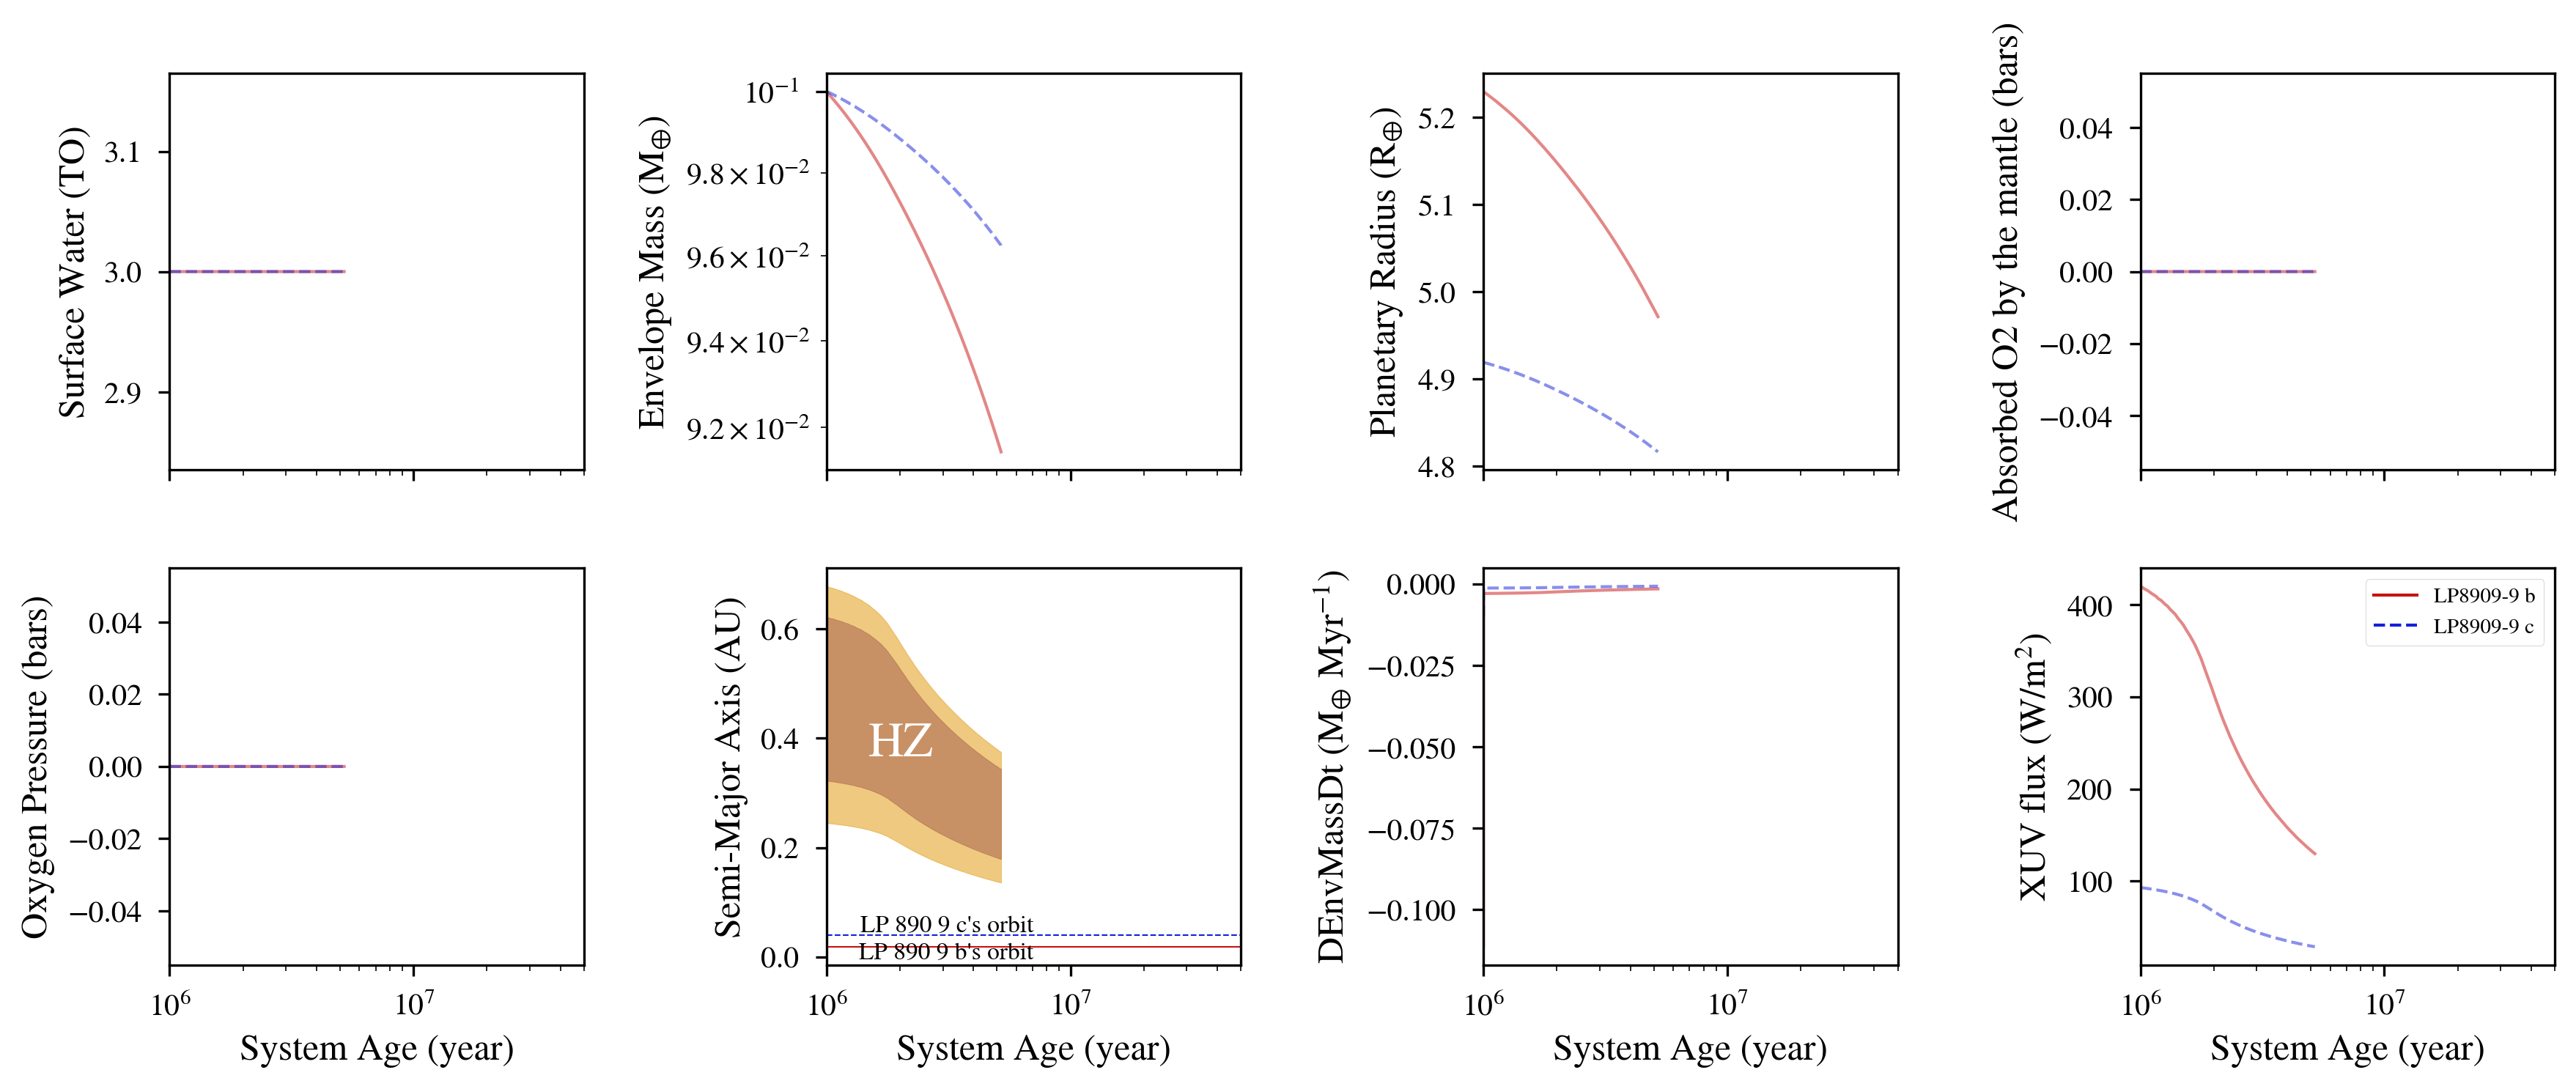 Surface Water (TO)
3.1
3.0
2.9
Envelope Mass (M⊕)
10⁻¹
9.8 × 10⁻²
9.6 × 10⁻²
9.4 × 10⁻²
9.2 × 10⁻²
Planetary Radius (R⊕)
5.2
5.1
5.0
4.9
4.8
Absorbed O2 by the mantle (bars)
0.04
0.02
0.00
−0.02
−0.04
Oxygen Pressure (bars)
0.04
0.02
0.00
−0.02
−0.04
10⁶
10⁷
System Age (year)
Semi-Major Axis (AU)
0.6
0.4
0.2
0.0
HZ
LP 890 9 c's orbit
LP 890 9 b's orbit
10⁶
10⁷
System Age (year)
DEnvMassDt (M⊕ Myr⁻¹)
0.000
−0.025
−0.050
−0.075
−0.100
10⁶
10⁷
System Age (year)
XUV flux (W/m²)
400
300
200
100
LP8909-9 b
LP8909-9 c
10⁶
10⁷
System Age (year)